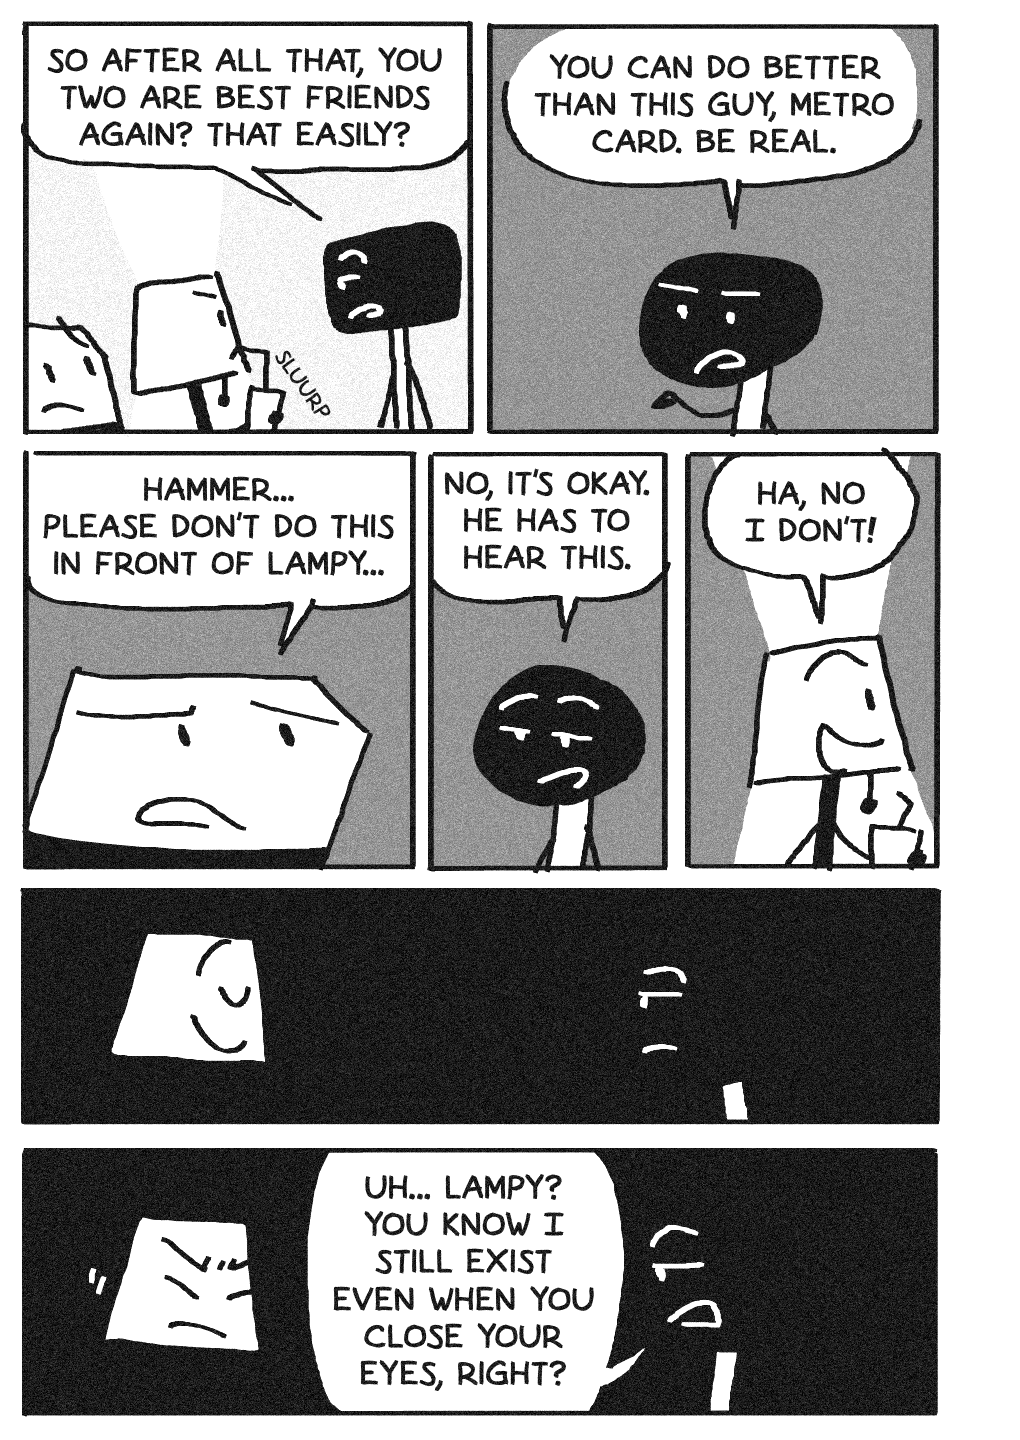 SO AFTER ALL THAT, YOU
TWO ARE BEST FRIENDS
AGAIN? THAT EASILY?
SLUURP
YOU CAN DO BETTER
THAN THIS GUY, METRO
CARD. BE REAL.
HAMMER...
PLEASE DON'T DO THIS
IN FRONT OF LAMPY...
NO, IT'S OKAY.
HE HAS TO
HEAR THIS.
HA, NO
I DON'T!
UH... LAMPY?
YOU KNOW I
STILL EXIST
EVEN WHEN YOU
CLOSE YOUR
EYES, RIGHT?